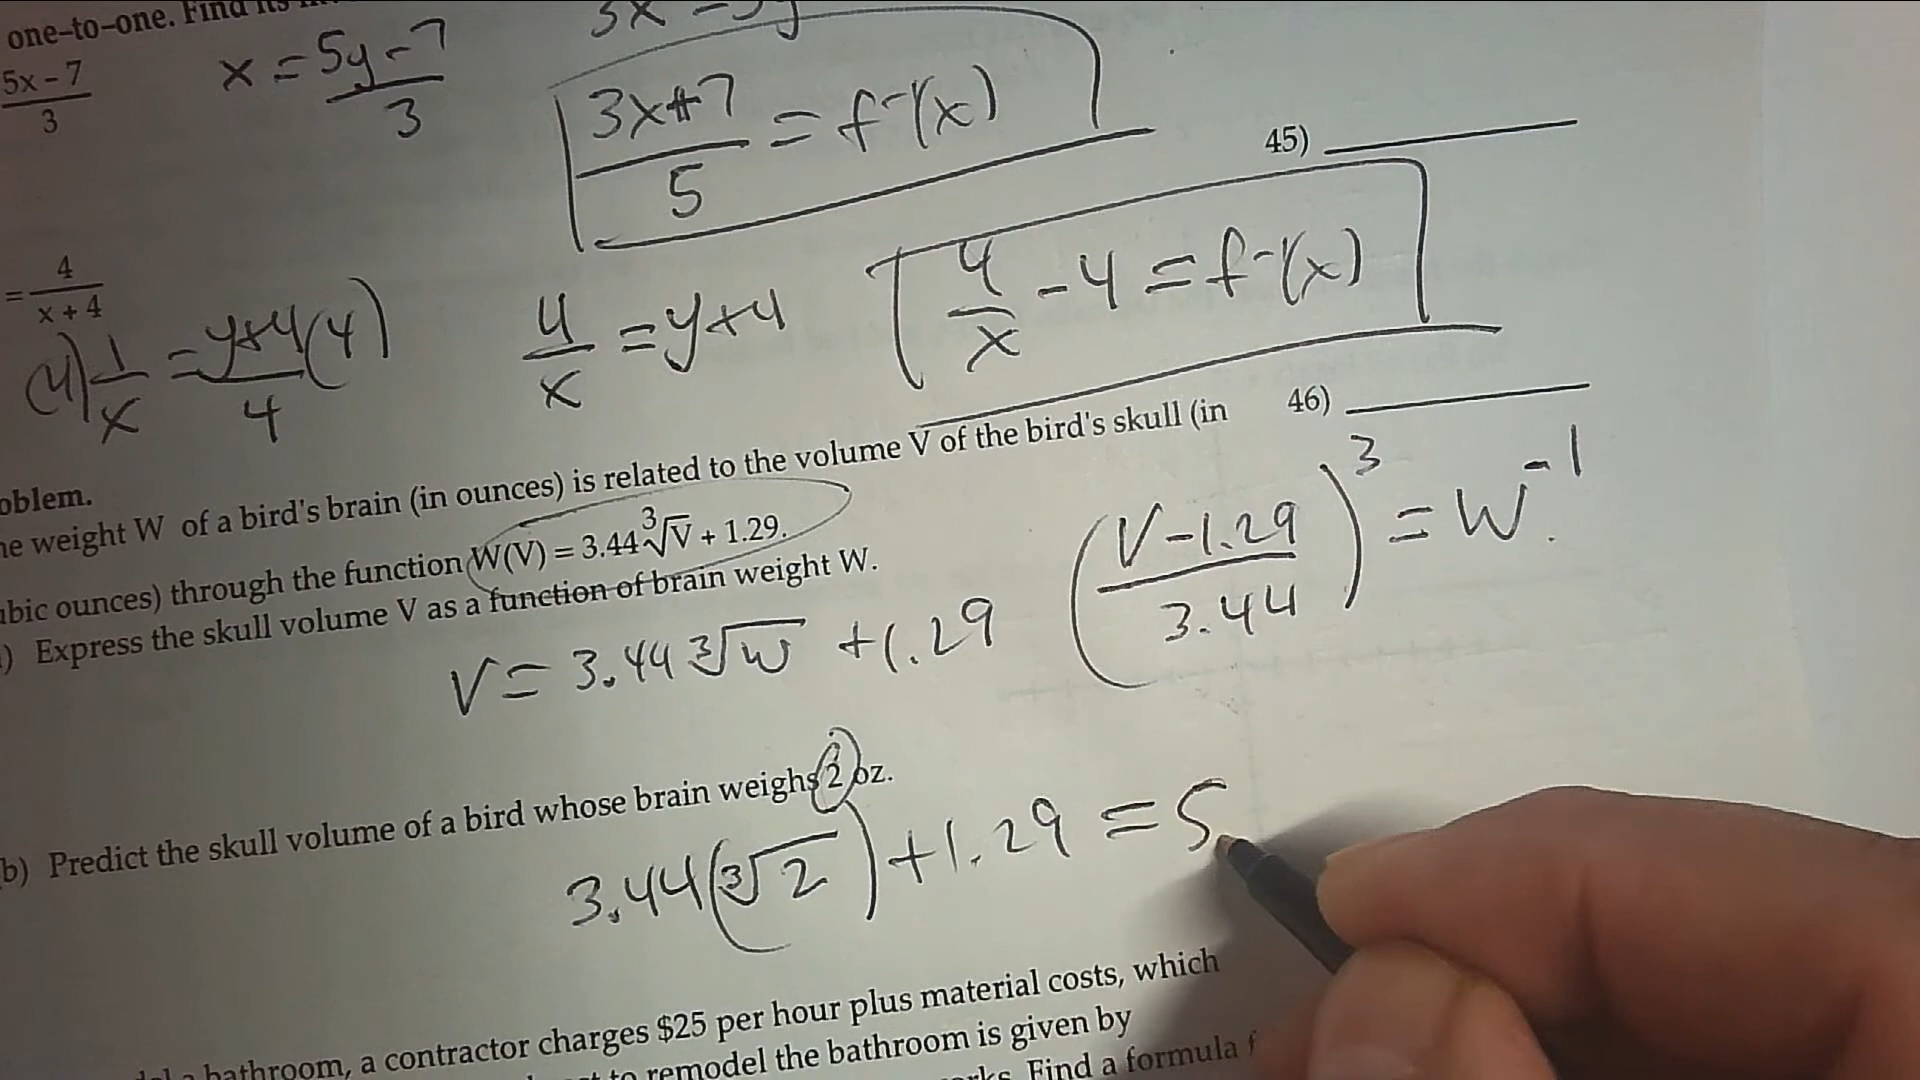 one-to-one. Find its
3x = 5y
5x - 7
3
x = 5y - 7
3
3x + 7
5
= f⁻¹(x)
45)
= 4
x + 4
(4) 1 = y+4 (4)
x 4
4 = y+4
x
4 - 4 = f⁻¹(x)
x
46)
oblem.
he weight W of a bird's brain (in ounces) is related to the volume V of the bird's skull (in
ubic ounces) through the function W(V) = 3.44∛V + 1.29.
) Express the skull volume V as a function of brain weight W.
V = 3.44 ∛W + 1.29
(V - 1.29
3.44)³ = W⁻¹.
b) Predict the skull volume of a bird whose brain weighs 2 oz.
3.44(∛2) + 1.29 = 5.
a bathroom, a contractor charges $25 per hour plus material costs, which
to remodel the bathroom is given by
Find a formula f